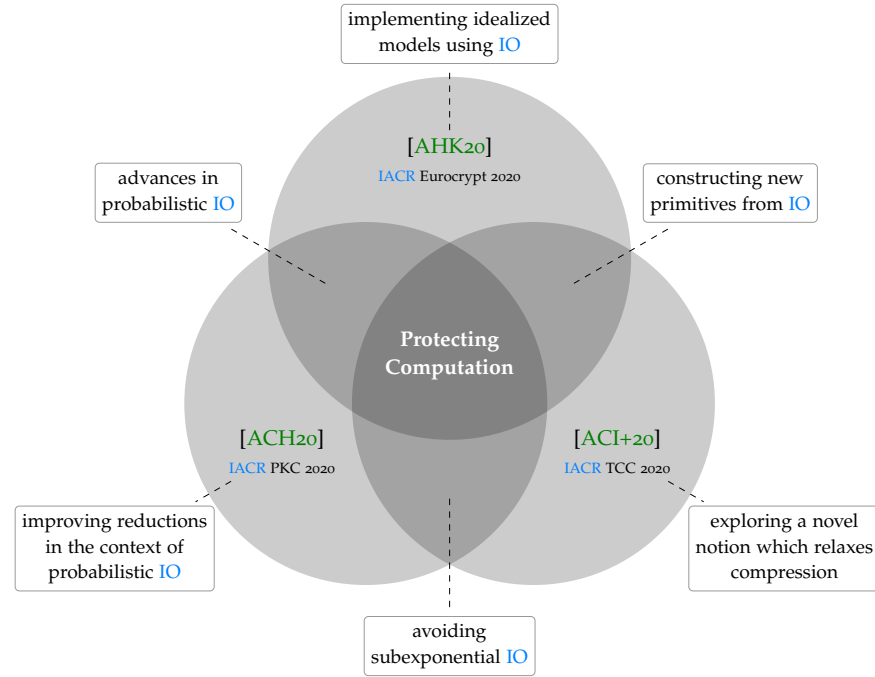 implementing idealized
models using IO
[AHK20]
IACR Eurocrypt 2020
advances in
probabilistic IO
constructing new
primitives from IO
Protecting
Computation
[ACH20]
IACR PKC 2020
[ACI+20]
IACR TCC 2020
improving reductions
in the context of
probabilistic IO
exploring a novel
notion which relaxes
compression
avoiding
subexponential IO